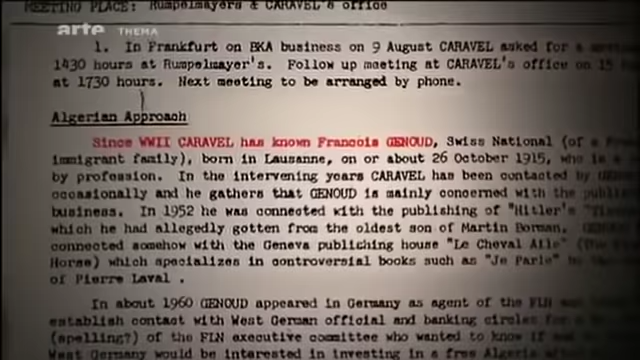 MEETING PLACE: Rumpelmayers & CARAVEL's office
arte THEMA
1. In Frankfurt on BKA business on 9 August CARAVEL asked for a
1430 hours at Rumpelmayer's. Follow up meeting at CARAVEL's office on 15
at 1730 hours. Next meeting to be arranged by phone.
Algerian Approach
Since WWII CARAVEL has known Francois GENOUD, Swiss National (of a
immigrant family), born in Lausanne, on or about 26 October 1915, who is a
by profession. In the intervening years CARAVEL has been contacted by
occasionally and he gathers that GENOUD is mainly concerned with the
business. In 1952 he was connected with the publishing of "Hitler's
which he had allegedly gotten from the oldest son of Martin Borman.
connected somehow with the Geneva publishing house "Le Cheval Aile"
Horse) which specializes in controversial books such as "Je Parle" by
of Pierre Laval .
In about 1960 GENOUD appeared in Germany as agent of the FLN
establish contact with West German official and banking circles for
(spelling?) of the FLN executive committee who wanted to know if
West Germany would be interested in investing in a free